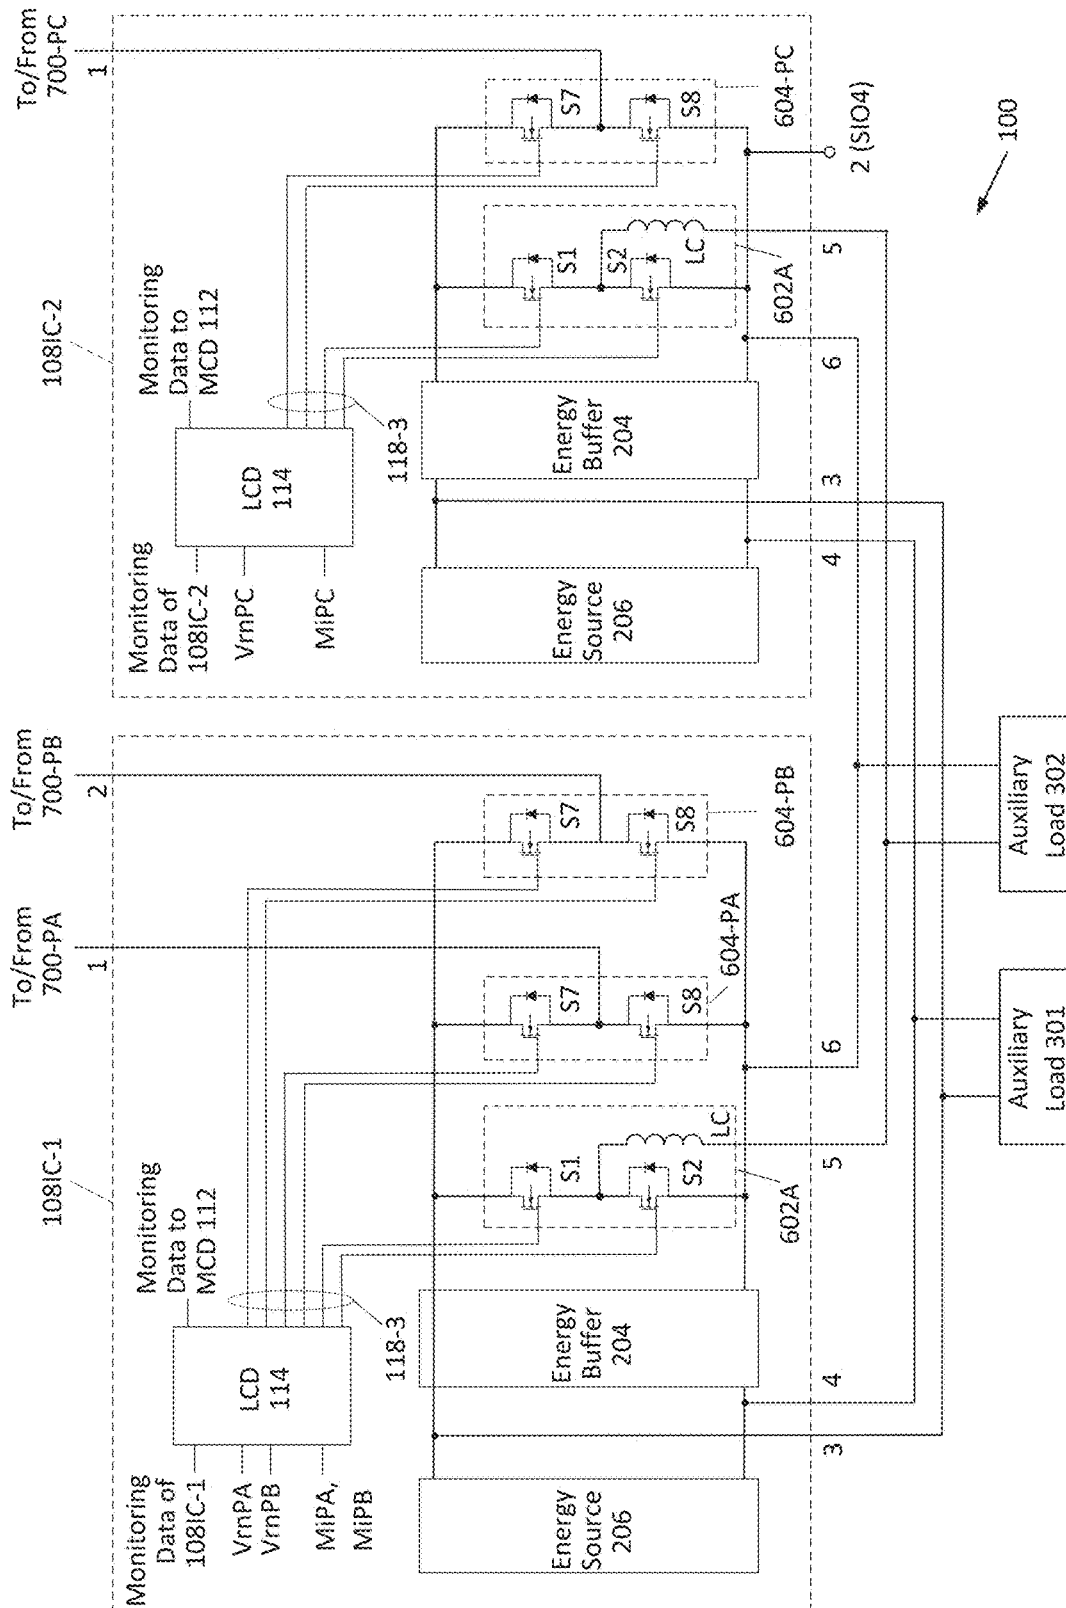 108IC-1
Monitoring
Data of
108IC-1
VrnPA
VrnPB
MiPA,
MiPB
LCD
114
Monitoring
Data to
MCD 112
118-3
To/From
700-PA
1
To/From
700-PB
2
Energy
Source
206
Energy
Buffer
204
S1
S2
LC
602A
S7
S8
604-PA
S7
S8
604-PB
3
4
5
6
108IC-2
Monitoring
Data of
108IC-2
VrnPC
MiPC
LCD
114
Monitoring
Data to
MCD 112
118-3
To/From
700-PC
1
Energy
Source
206
Energy
Buffer
204
S1
S2
LC
602A
S7
S8
604-PC
4
3
6
5
2 (SIO4)
Auxiliary
Load 301
Auxiliary
Load 302
100